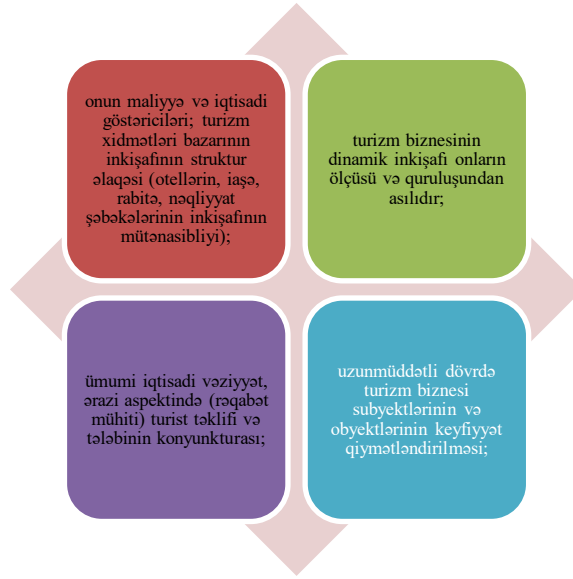 onun maliyyə və iqtisadi
göstəriciləri; turizm
xidmətləri bazarının
inkişafının struktur
əlaqəsi (otellərin, iaşə,
rabitə, nəqliyyat
şəbəkələrinin inkişafının
mütənasibliyi);
turizm biznesinin
dinamik inkişafı onların
ölçüsü və quruluşundan
asılıdır;
ümumi iqtisadi vəziyyət,
ərazi aspektində (rəqabət
mühiti) turist təklifi və
tələbinin konyunkturası;
uzunmüddətli dövrdə
turizm biznesi
subyektlərinin və
obyektlərinin keyfiyyət
qiymətləndirilməsi;